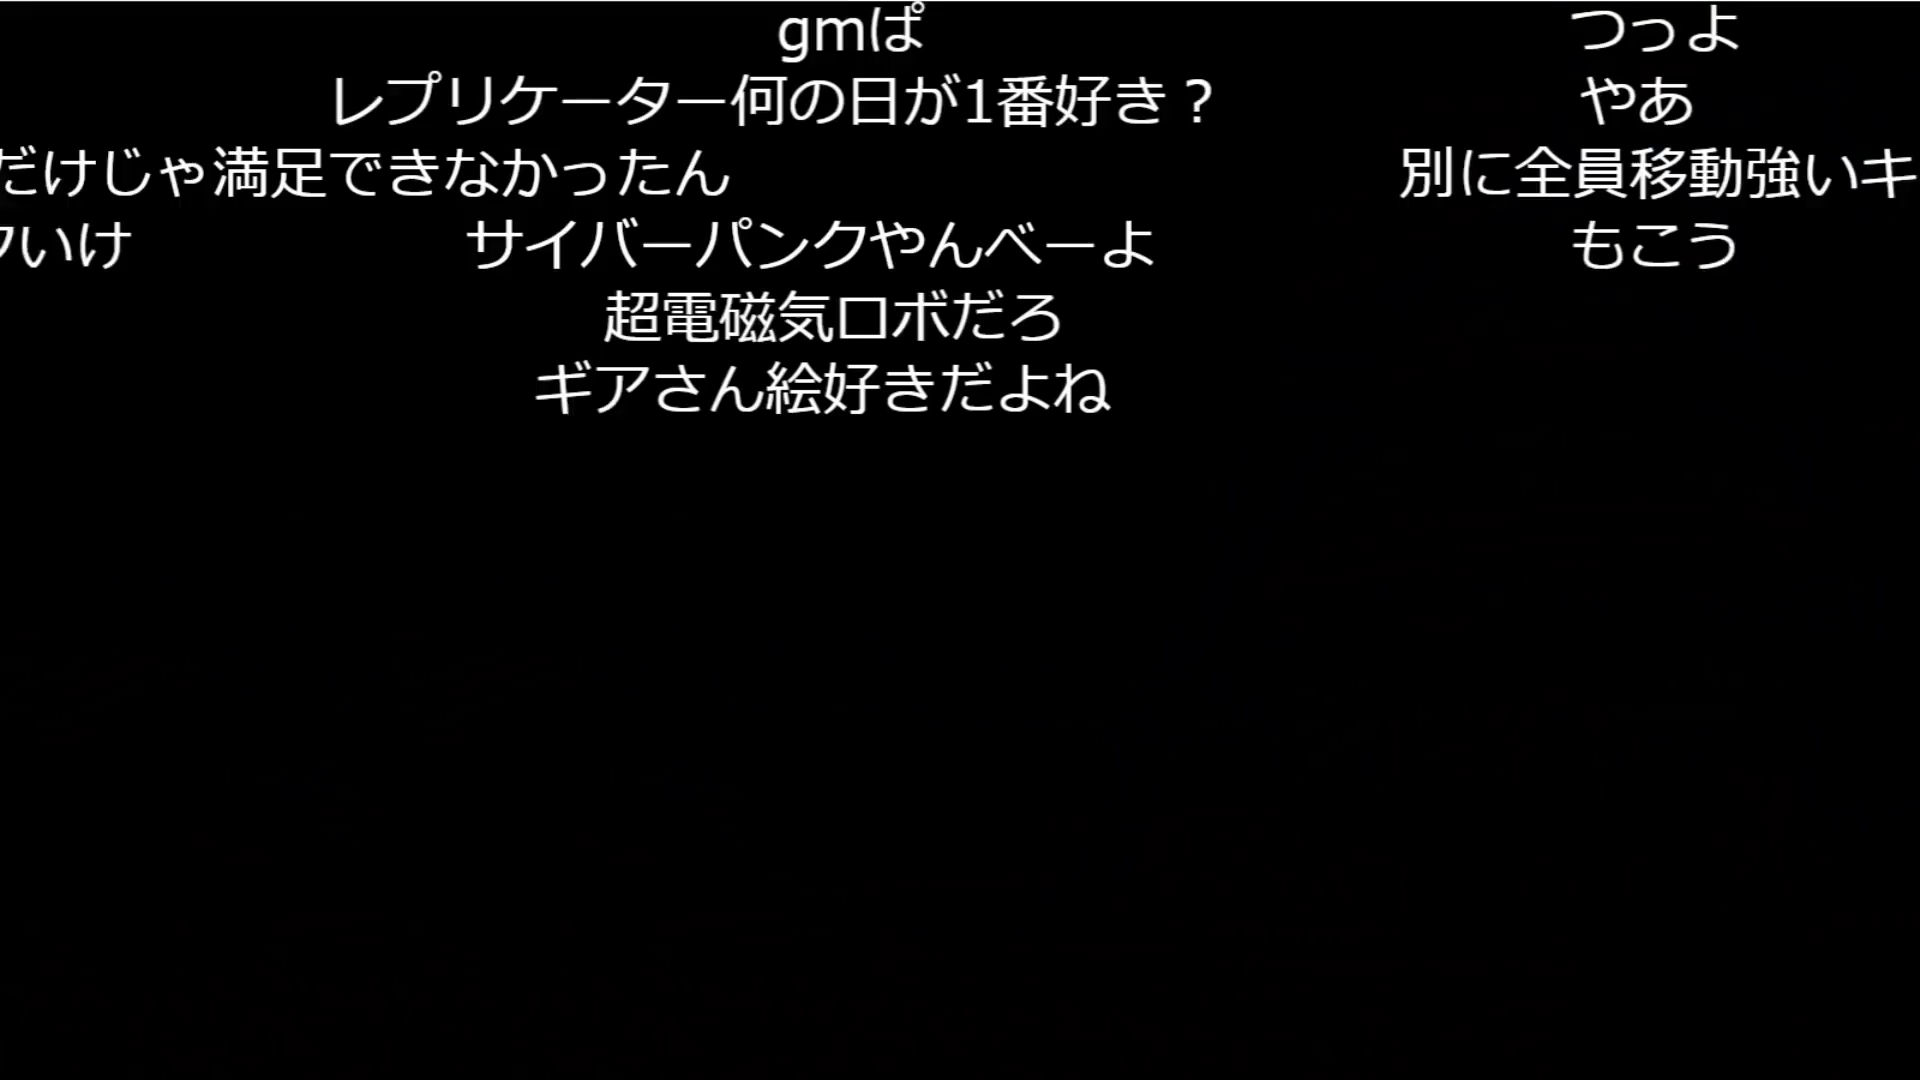 gmぱ つっよ
レプリケーター何の日が1番好き？ やあ
だけじゃ満足できなかったん 別に全員移動強いキ
いけ サイバーパンクやんべーよ もこう
超電磁気ロボだろ
ギアさん絵好きだよね